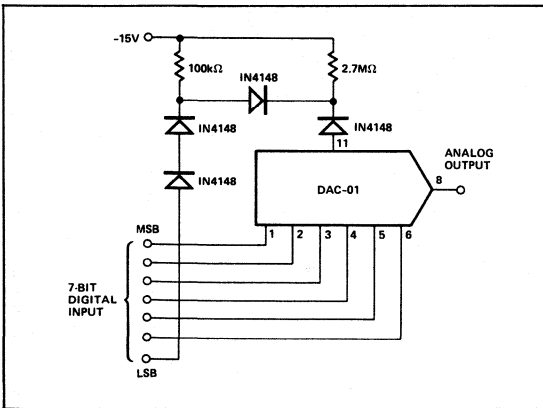 -15V
100kΩ
IN4148
2.7MΩ
IN4148
IN4148
11
IN4148
ANALOG
OUTPUT
8
DAC-01
MSB
1 2 3 4 5 6
7-BIT
DIGITAL
INPUT
LSB